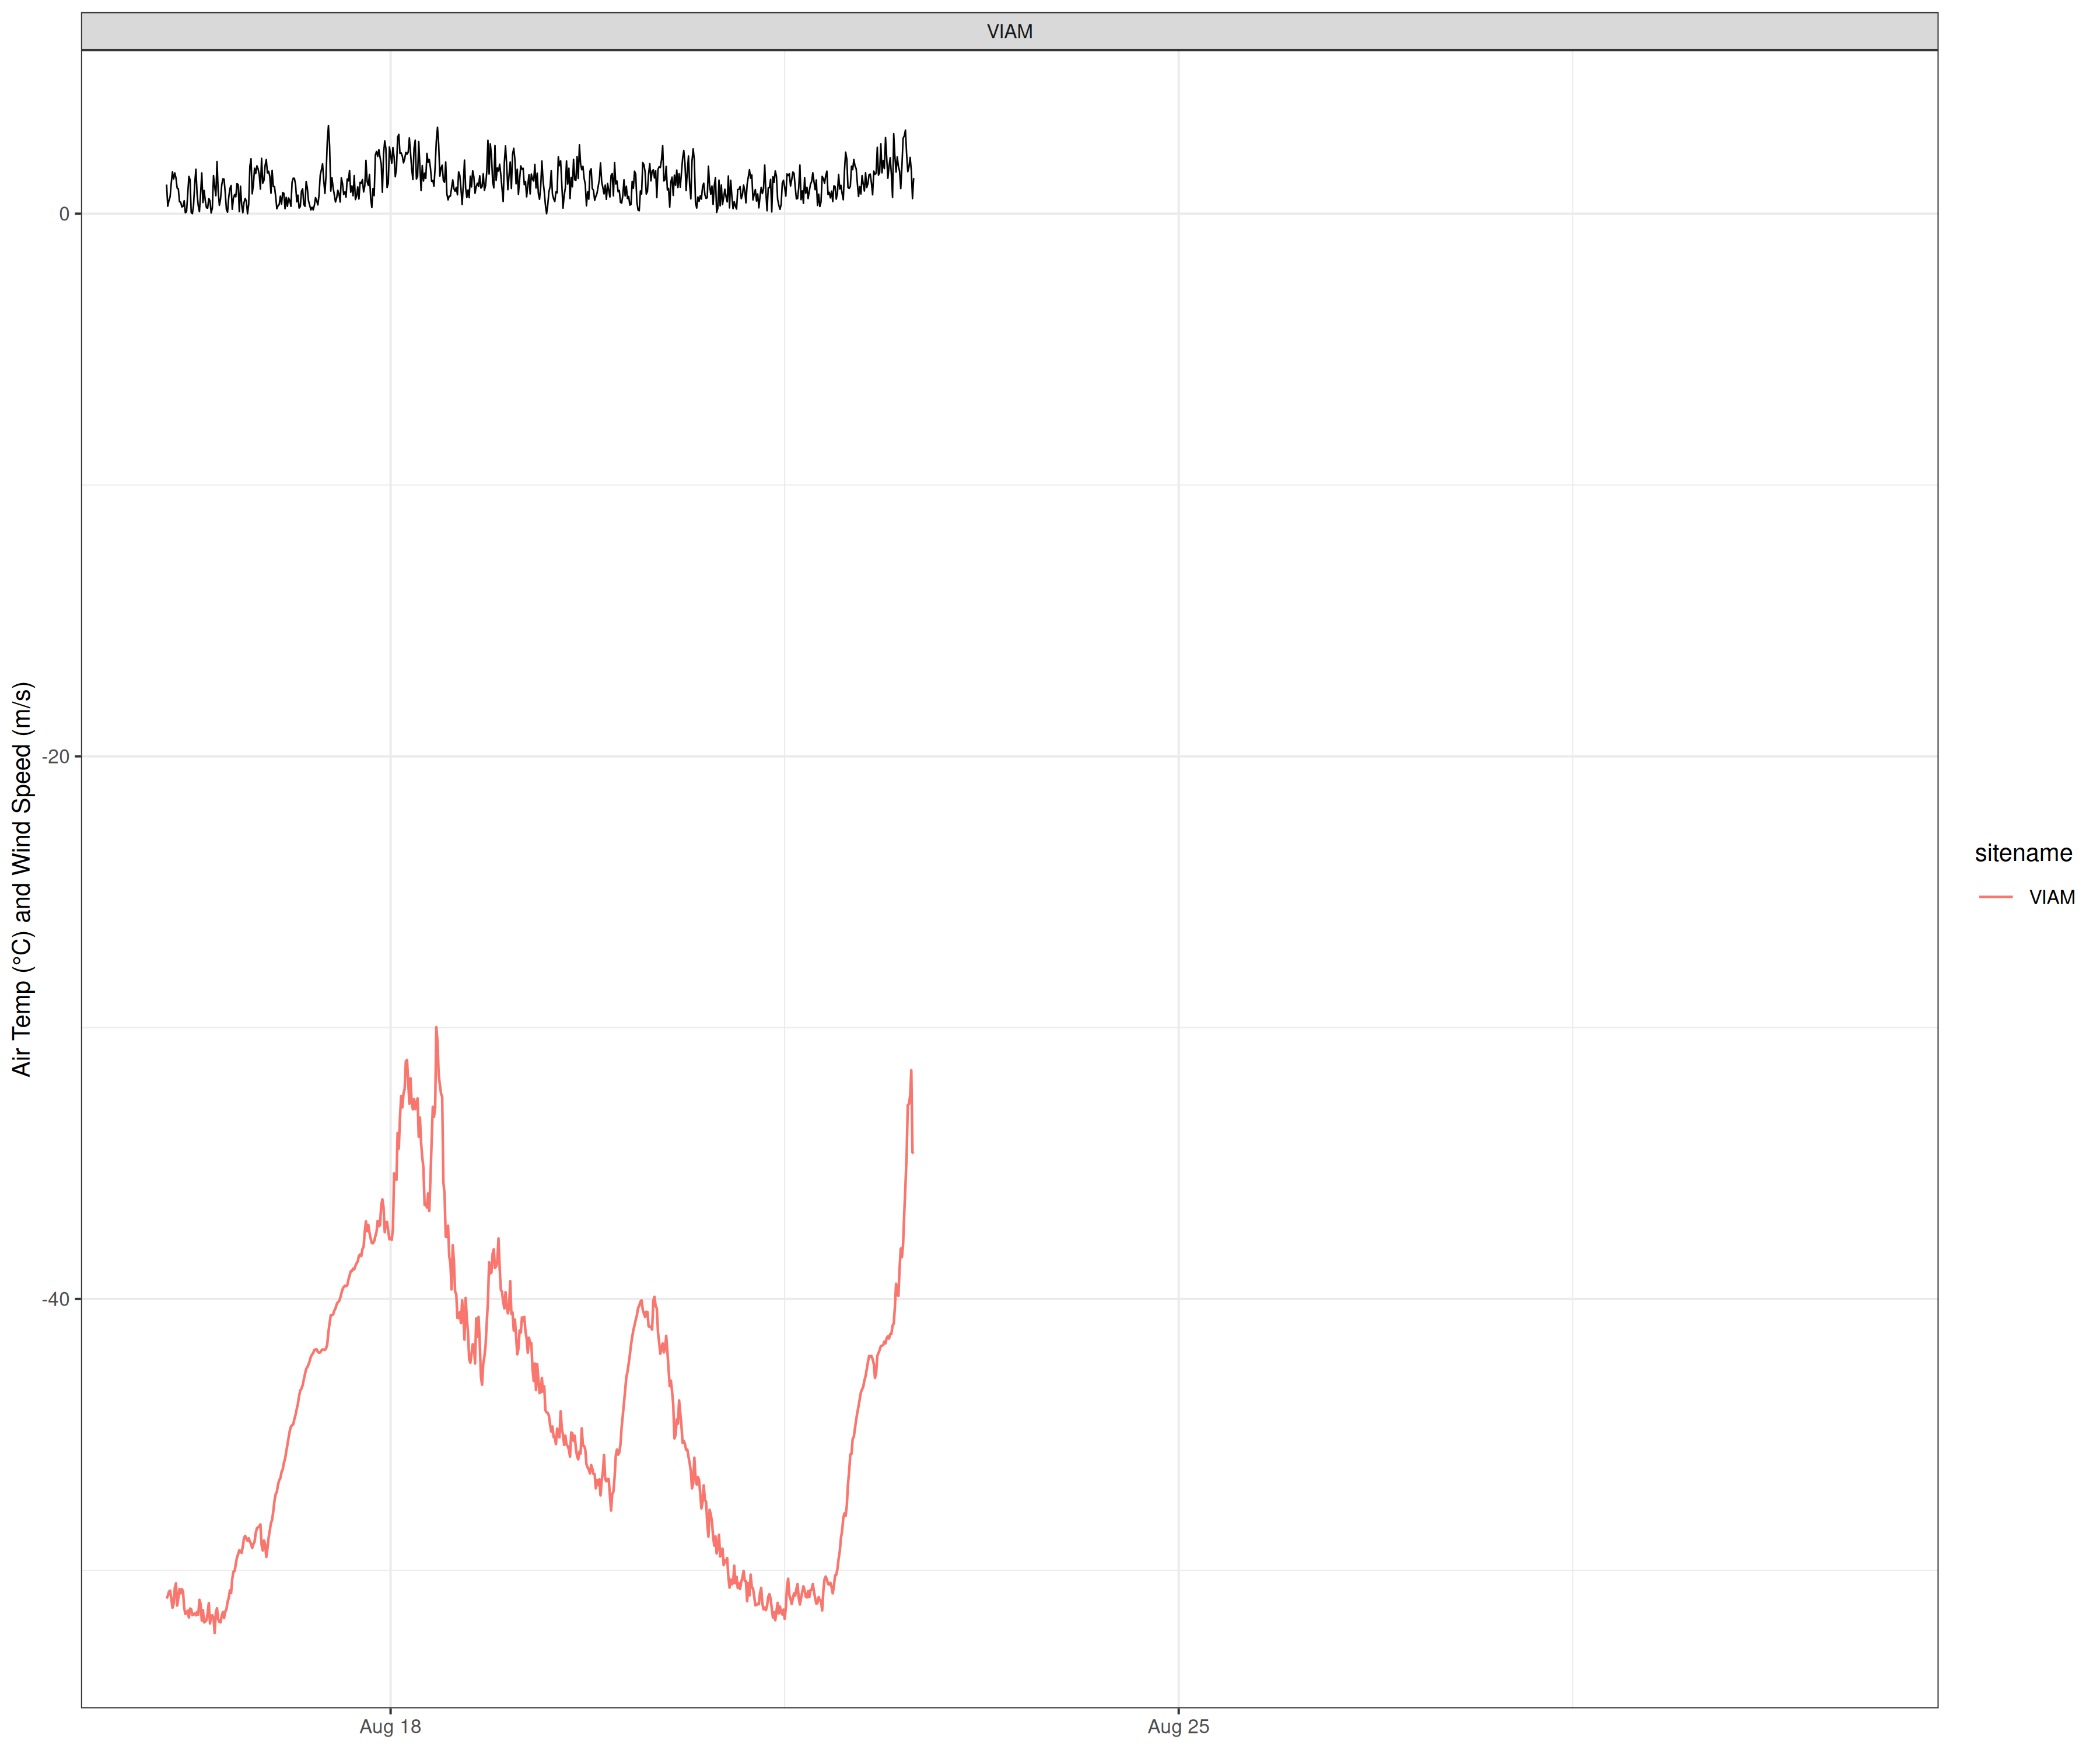 VIAM
Air Temp (°C) and Wind Speed (m/s)
0
-20
-40
Aug 18
Aug 25
sitename
VIAM